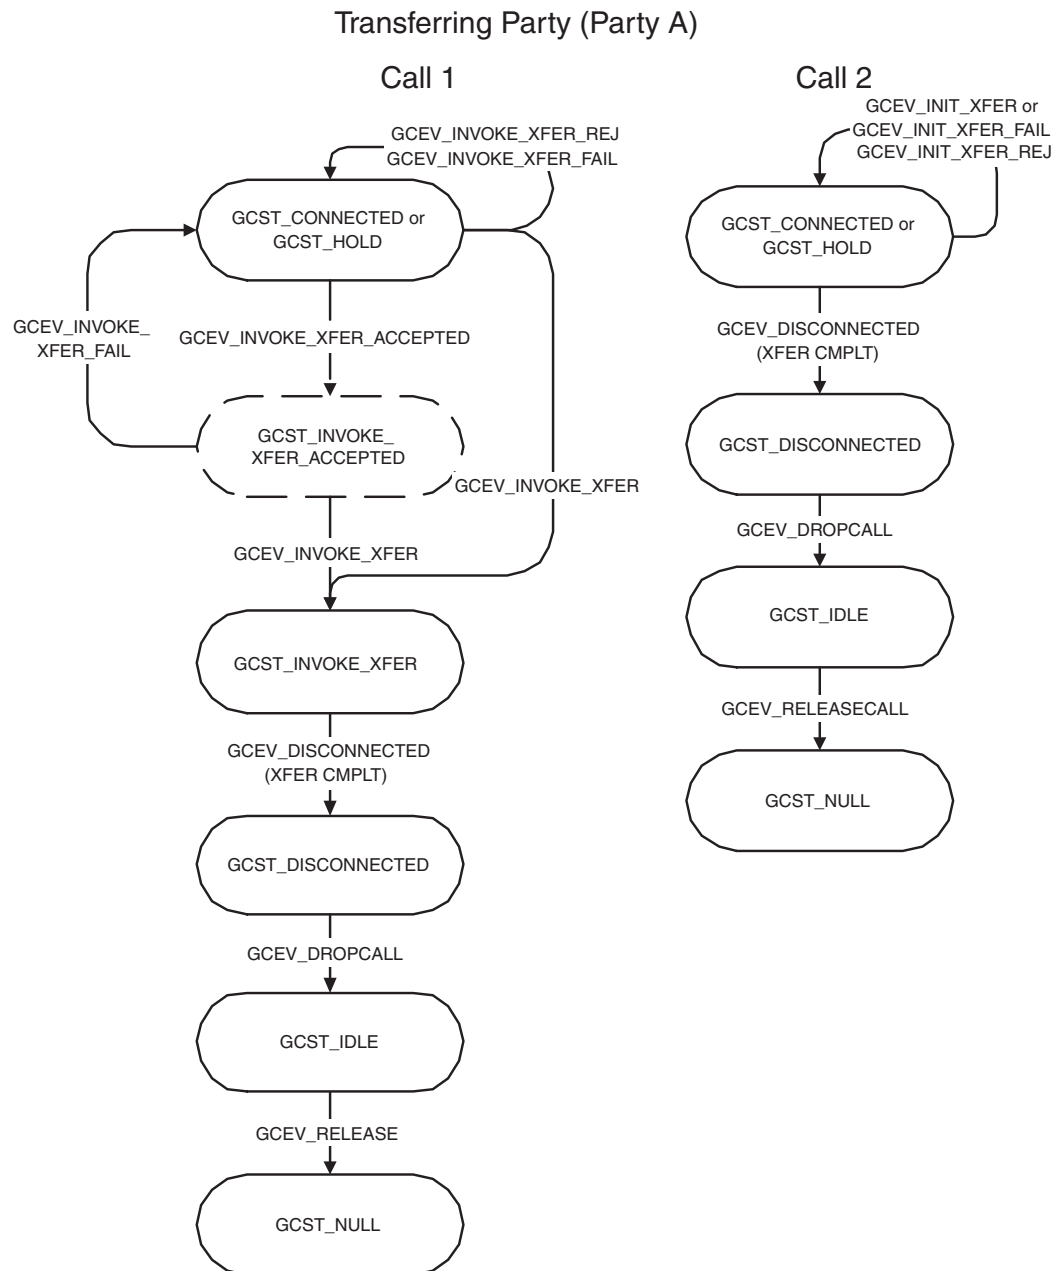 Transferring Party (Party A)
Call 1
GCEV_INVOKE_XFER_REJ
GCEV_INVOKE_XFER_FAIL
GCST_CONNECTED or
GCST_HOLD
GCEV_INVOKE_
XFER_FAIL
GCEV_INVOKE_XFER_ACCEPTED
GCST_INVOKE_
XFER_ACCEPTED
GCEV_INVOKE_XFER
GCEV_INVOKE_XFER
GCST_INVOKE_XFER
GCEV_DISCONNECTED
(XFER CMPLT)
GCST_DISCONNECTED
GCEV_DROPCALL
GCST_IDLE
GCEV_RELEASE
GCST_NULL
Call 2
GCEV_INIT_XFER or
GCEV_INIT_XFER_FAIL
GCEV_INIT_XFER_REJ
GCST_CONNECTED or
GCST_HOLD
GCEV_DISCONNECTED
(XFER CMPLT)
GCST_DISCONNECTED
GCEV_DROPCALL
GCST_IDLE
GCEV_RELEASECALL
GCST_NULL